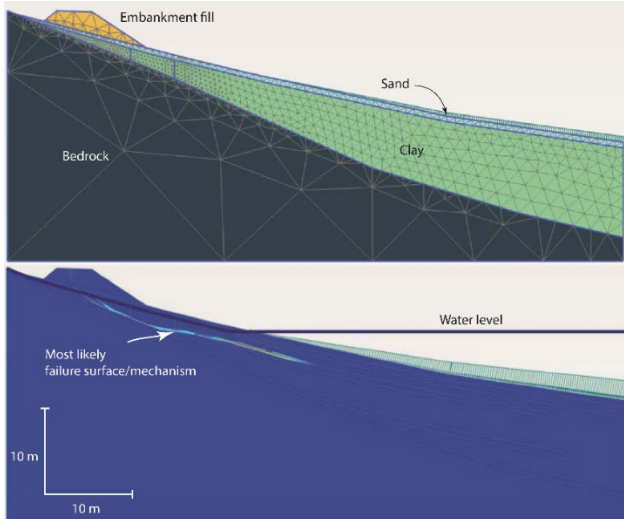 Embankment fill
Sand
Clay
Bedrock
Water level
Most likely
failure surface/mechanism
10 m
10 m